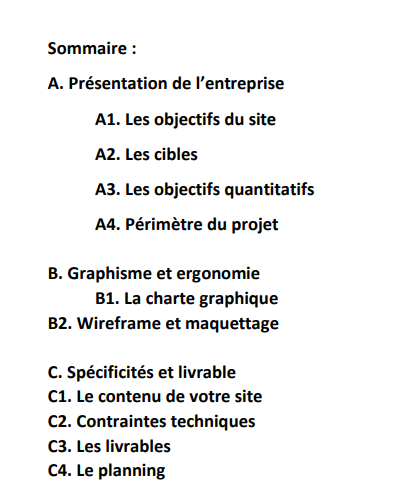 Sommaire :
A. Présentation de l’entreprise
A1. Les objectifs du site
A2. Les cibles
A3. Les objectifs quantitatifs
A4. Périmètre du projet
B. Graphisme et ergonomie
B1. La charte graphique
B2. Wireframe et maquettage
C. Spécificités et livrable
C1. Le contenu de votre site
C2. Contraintes techniques
C3. Les livrables
C4. Le planning